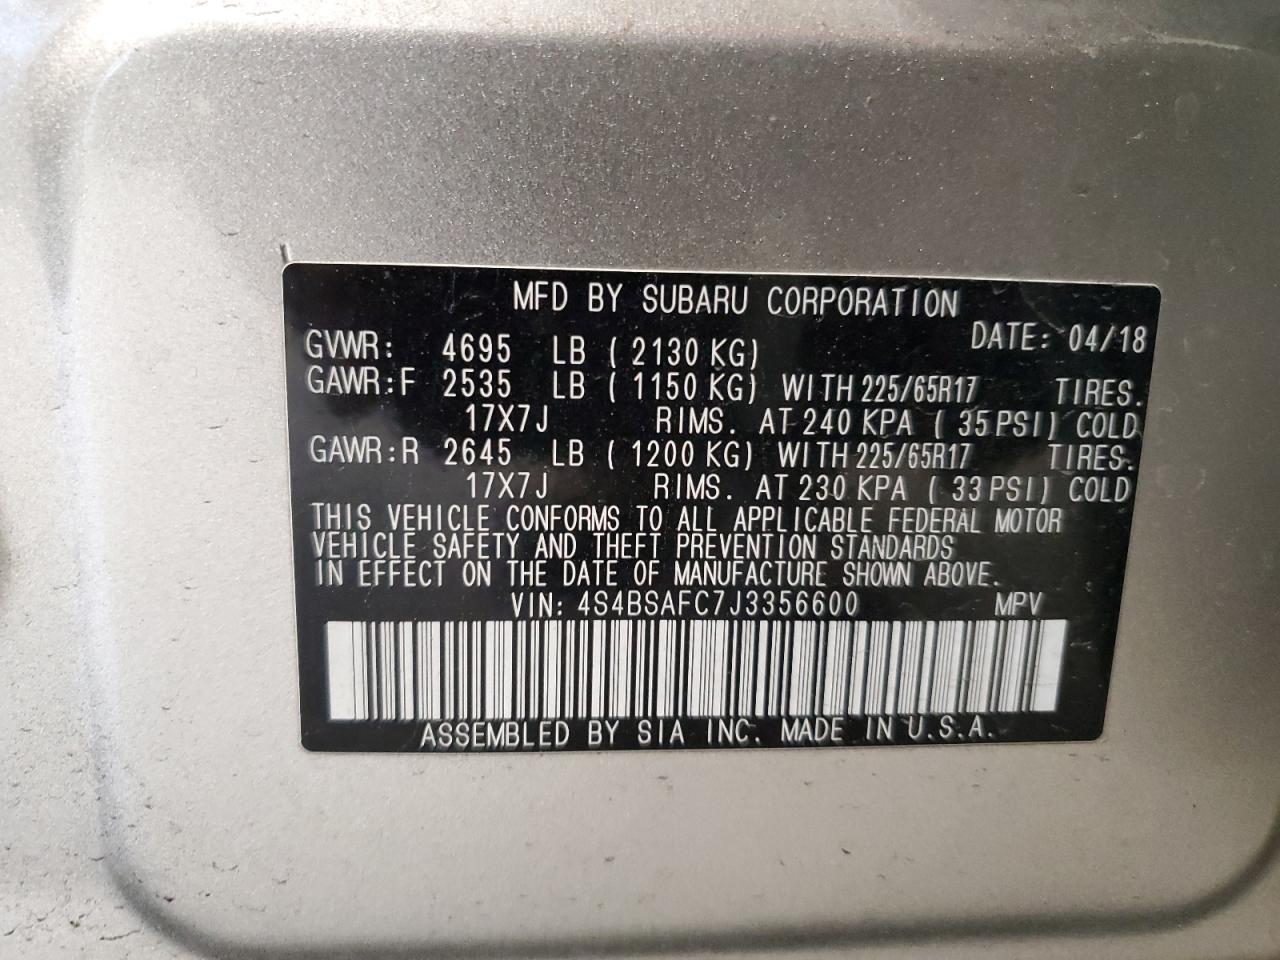 MFD BY SUBARU CORPORATION
DATE: 04/18
GVWR: 4695 LB ( 2130 KG)
GAWR:F 2535 LB ( 1150 KG) WITH 225/65R17 TIRES.
17X7J RIMS. AT 240 KPA ( 35 PSI) COLD
GAWR:R 2645 LB ( 1200 KG) WITH 225/65R17 TIRES.
17X7J RIMS. AT 230 KPA ( 33 PSI) COLD
THIS VEHICLE CONFORMS TO ALL APPLICABLE FEDERAL MOTOR
VEHICLE SAFETY AND THEFT PREVENTION STANDARDS
IN EFFECT ON THE DATE OF MANUFACTURE SHOWN ABOVE.
VIN: 4S4BSAFC7J3356600 MPV
ASSEMBLED BY SIA INC. MADE IN U.S.A.